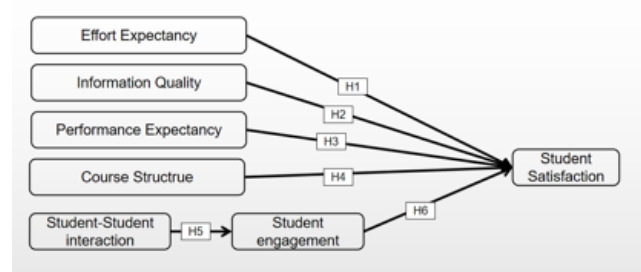 Effort Expectancy
H1
Information Quality
H2
Performance Expectancy
H3
Course Structrue
H4
Student
Satisfaction
Student-Student
interaction
H5
Student
engagement
H6